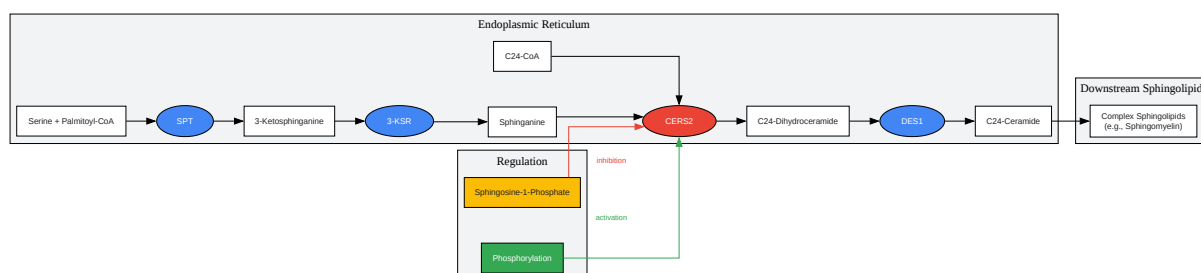 Endoplasmic Reticulum
C24-CoA
Downstream Sphingolipid
Serine + Palmitoyl-CoA
SPT
3-Ketosphinganine
3-KSR
Sphinganine
CERS2
C24-Dihydroceramide
DES1
C24-Ceramide
Complex Sphingolipids
(e.g., Sphingomyelin)
Regulation
inhibition
Sphingosine-1-Phosphate
activation
Phosphorylation